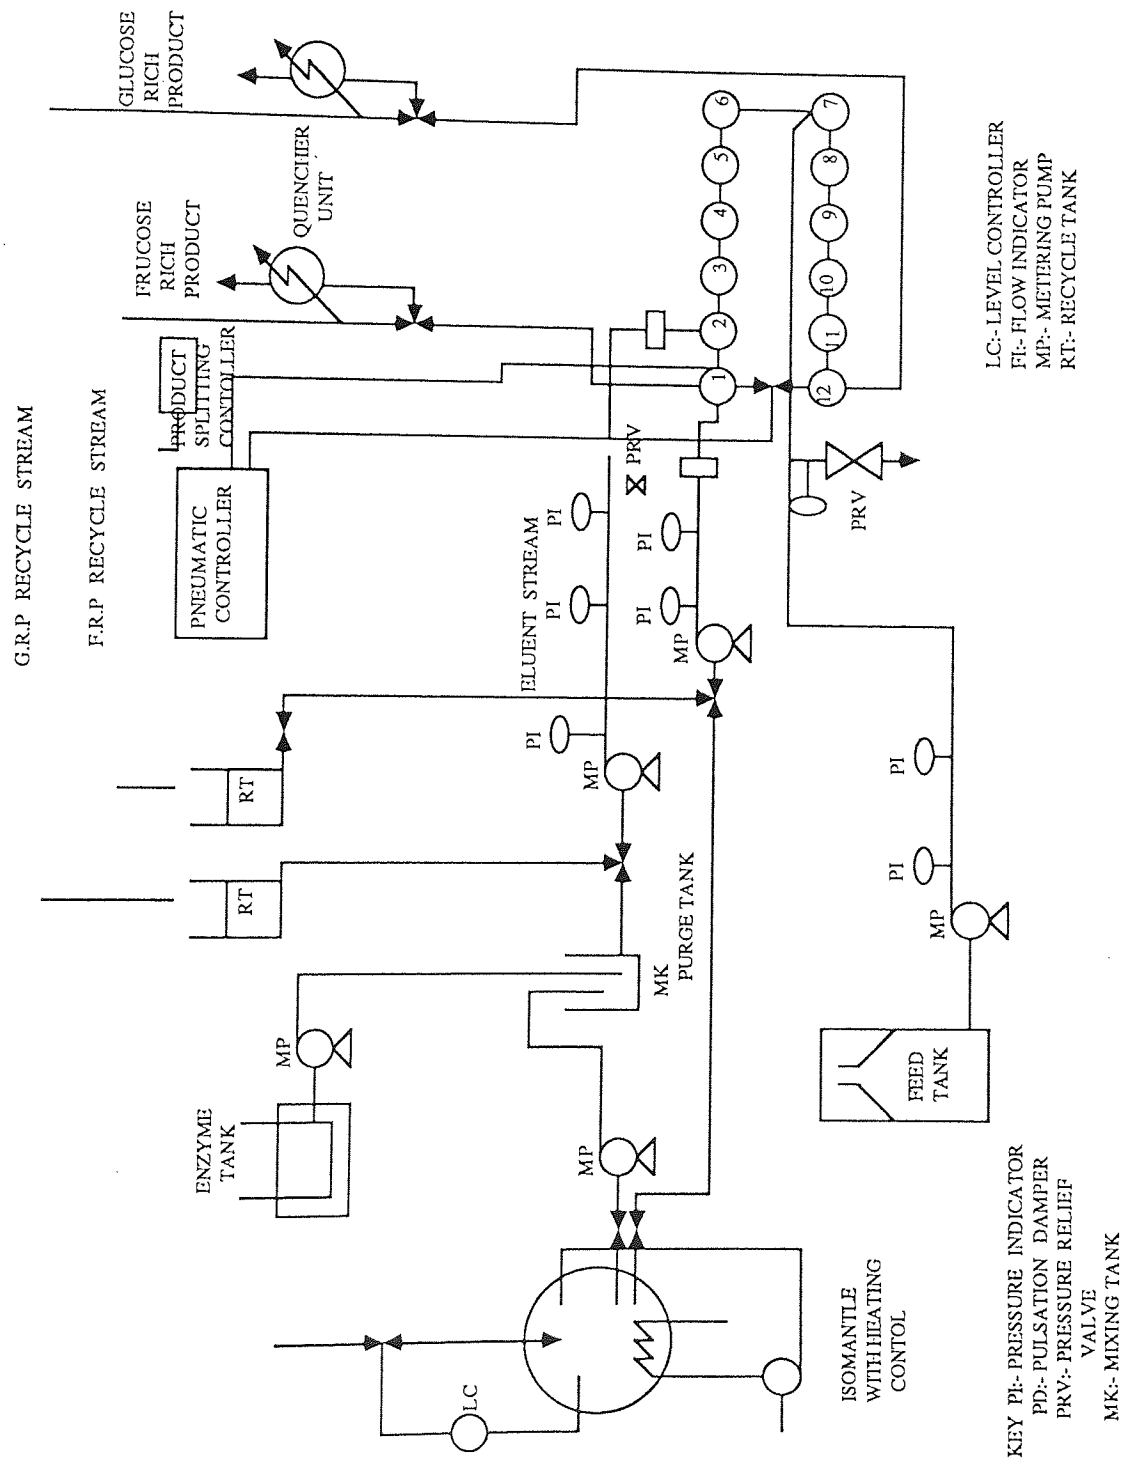 G.R.P RECYCLE STREAM
F.R.P RECYCLE STREAM
GLUCOSE
RICH
PRODUCT
FRUCOSE
RICH
PRODUCT
QUENCHER
UNIT
PRODUCT
SPLITTING
CONTOLLER
PNEUMATIC
CONTROLLER
RT
RT
ENZYME
TANK
MP
LC
ELUENT STREAM
PI
PI
PI
PRV
MP
MK
PURGE TANK
MP
PI
PI
MP
1
2
3
4
5
6
7
8
9
10
11
12
PRV
PI
PI
MP
FEED
TANK
ISOMANTLE
WITH HEATING
CONTOL
KEY PI:- PRESSURE INDICATOR
PD:- PULSATION DAMPER
PRV:- PRESSURE RELIEF
VALVE
MK:- MIXING TANK
LC:- LEVEL CONTROLLER
FI:- FLOW INDICATOR
MP:- METERING PUMP
RT:- RECYCLE TANK